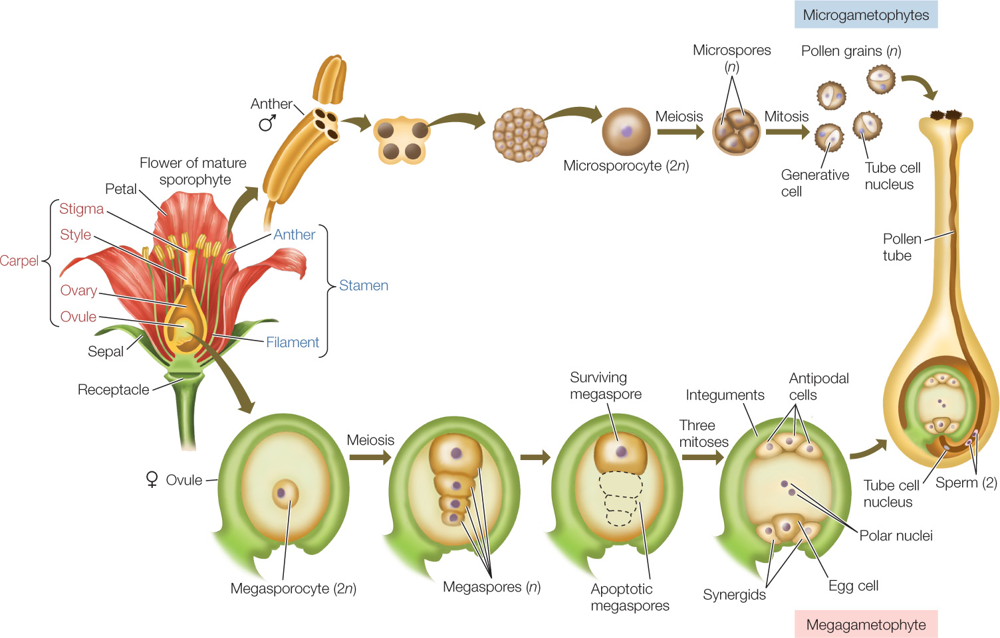 Microgametophytes
Microspores
(n)
Pollen grains (n)
Anther
♂
Meiosis
Mitosis
Microsporocyte (2n)
Generative
cell
Tube cell
nucleus
Flower of mature
sporophyte
Petal
Stigma
Style
Carpel
Ovary
Ovule
Anther
Stamen
Filament
Sepal
Receptacle
Pollen
tube
♀ Ovule
Meiosis
Megasporocyte (2n)
Megaspores (n)
Surviving
megaspore
Apoptotic
megaspores
Three
mitoses
Integuments
Antipodal
cells
Polar nuclei
Egg cell
Synergids
Tube cell
nucleus
Sperm (2)
Megagametophyte